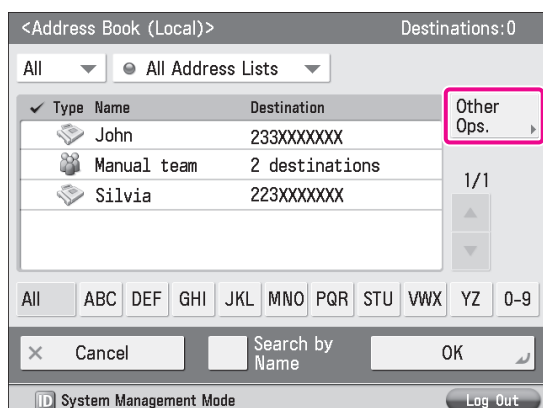 <Address Book (Local)> Destinations:0
All All Address Lists
Type Name Destination
John 233XXXXXXX
Manual team 2 destinations
Silvia 223XXXXXXX
Other
Ops.
1/1
All ABC DEF GHI JKL MNO PQR STU VWX YZ 0-9
Cancel
Search by
Name
OK
ID System Management Mode Log Out